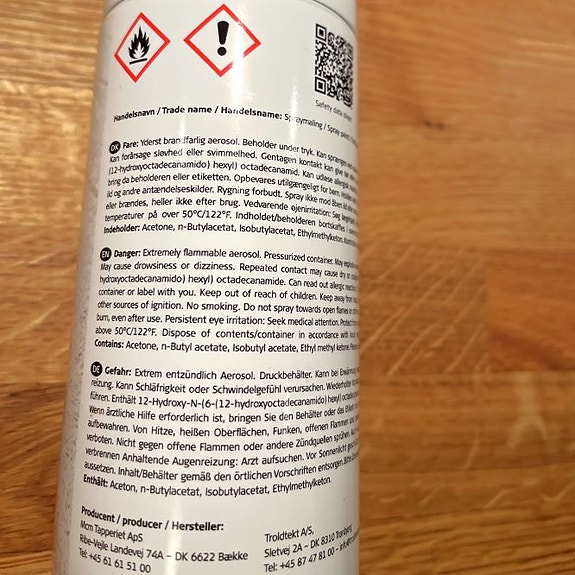 Safety data sheet
Handelsnavn / Trade name / Handelsname: Spraymaling / Spray paint /
DK Fare: Yderst brandfarlig aerosol. Beholder under tryk. Kan sprænges
Kan forårsage sløvhed eller svimmelhed. Gentagen kontakt kan give tør
(12-hydroxyoctadecanamido) hexyl) octadecanamid. Kan udløse allergisk
bring da beholderen eller etiketten. Opbevares utilgængeligt for børn. Holdes
ild og andre antændelseskilder. Rygning forbudt. Spray ikke mod åben ild
eller brændes, heller ikke efter brug. Vedvarende øjenirritation: Søg
temperaturer på over 50°C/122°F. Indholdet/beholderen bortskaffes i
Indeholder: Acetone, n-Butylacetat, Isobutylacetat, Ethylmethylketon.
EN Danger: Extremely flammable aerosol. Pressurized container. May explode
May cause drowsiness or dizziness. Repeated contact may cause dry or
hydroxyoctadecanamido) hexyl) octadecanamide. Can read out allergic
container or label with you. Keep out of reach of children. Keep away from
other sources of ignition. No smoking. Do not spray towards open flames or
burn, even after use. Persistent eye irritation: Seek medical attention. Protect
above 50°C/122°F. Dispose of contents/container in accordance with local
Contains: Acetone, n-Butyl acetate, Isobutyl acetate, Ethyl methyl ketone.
DE Gefahr: Extrem entzündlich Aerosol. Druckbehälter. Kann bei Erwärmung
reizung. Kann Schläfrigkeit oder Schwindelgefühl verursachen. Wiederholter
führen. Enthält 12-Hydroxy-N-(6-(12-hydroxyoctadecanamido) hexyl)
Wenn ärztliche Hilfe erforderlich ist, bringen Sie den Behälter oder das
aufbewahren. Von Hitze, heißen Oberflächen, Funken, offenen Flammen und
verboten. Nicht gegen offene Flammen oder andere Zündquellen sprühen.
verbrennen Anhaltende Augenreizung: Arzt aufsuchen. Vor Sonnenlicht
aussetzen. Inhalt/Behälter gemäß den örtlichen Vorschriften entsorgen.
Enthält: Aceton, n-Butylacetat, Isobutylacetat, Ethylmethylketon.
Producent / producer / Hersteller:
Mcm Tapperiet ApS
Ribe-Vejle Landevej 74A – DK 6622 Bække
Tel: +45 61 61 51 00
Troldtekt A/S,
Sletvej 2A – DK 8310 Tranbjerg
Tel: +45 87 47 81 00 -